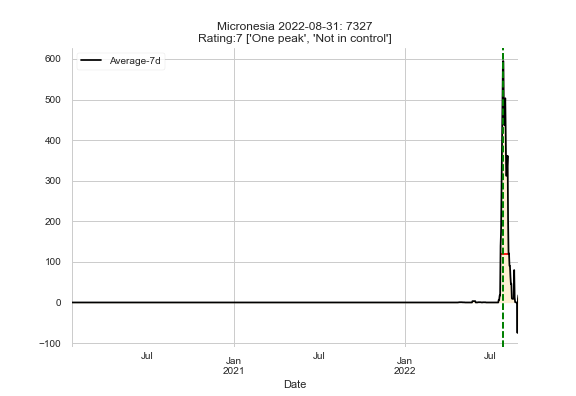 Micronesia 2022-08-31: 7327
Rating:7 ['One peak', 'Not in control']
Average-7d
600
500
400
300
200
100
0
−100
Jul
Jan
2021
Jul
Jan
2022
Jul
Date